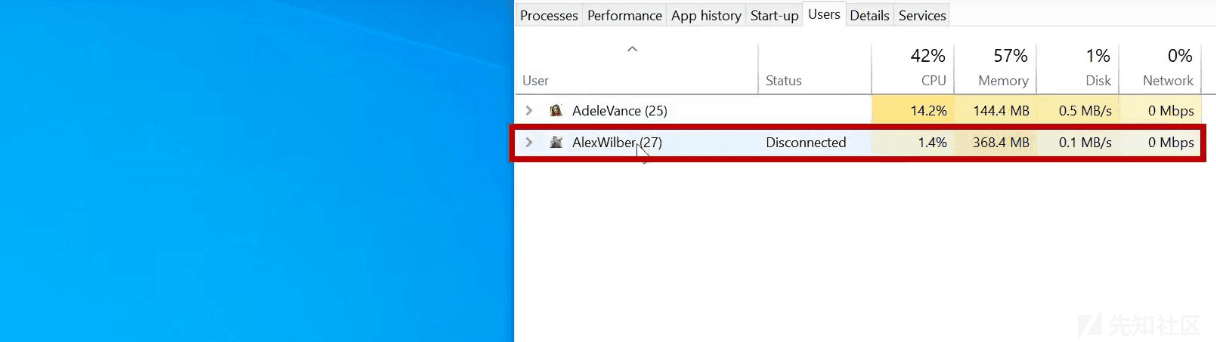 Processes Performance App history Start-up Users Details Services
42% 57% 1% 0%
User Status CPU Memory Disk Network
AdeleVance (25) 14.2% 144.4 MB 0.5 MB/s 0 Mbps
AlexWilber (27) Disconnected 1.4% 368.4 MB 0.1 MB/s 0 Mbps
先知社区